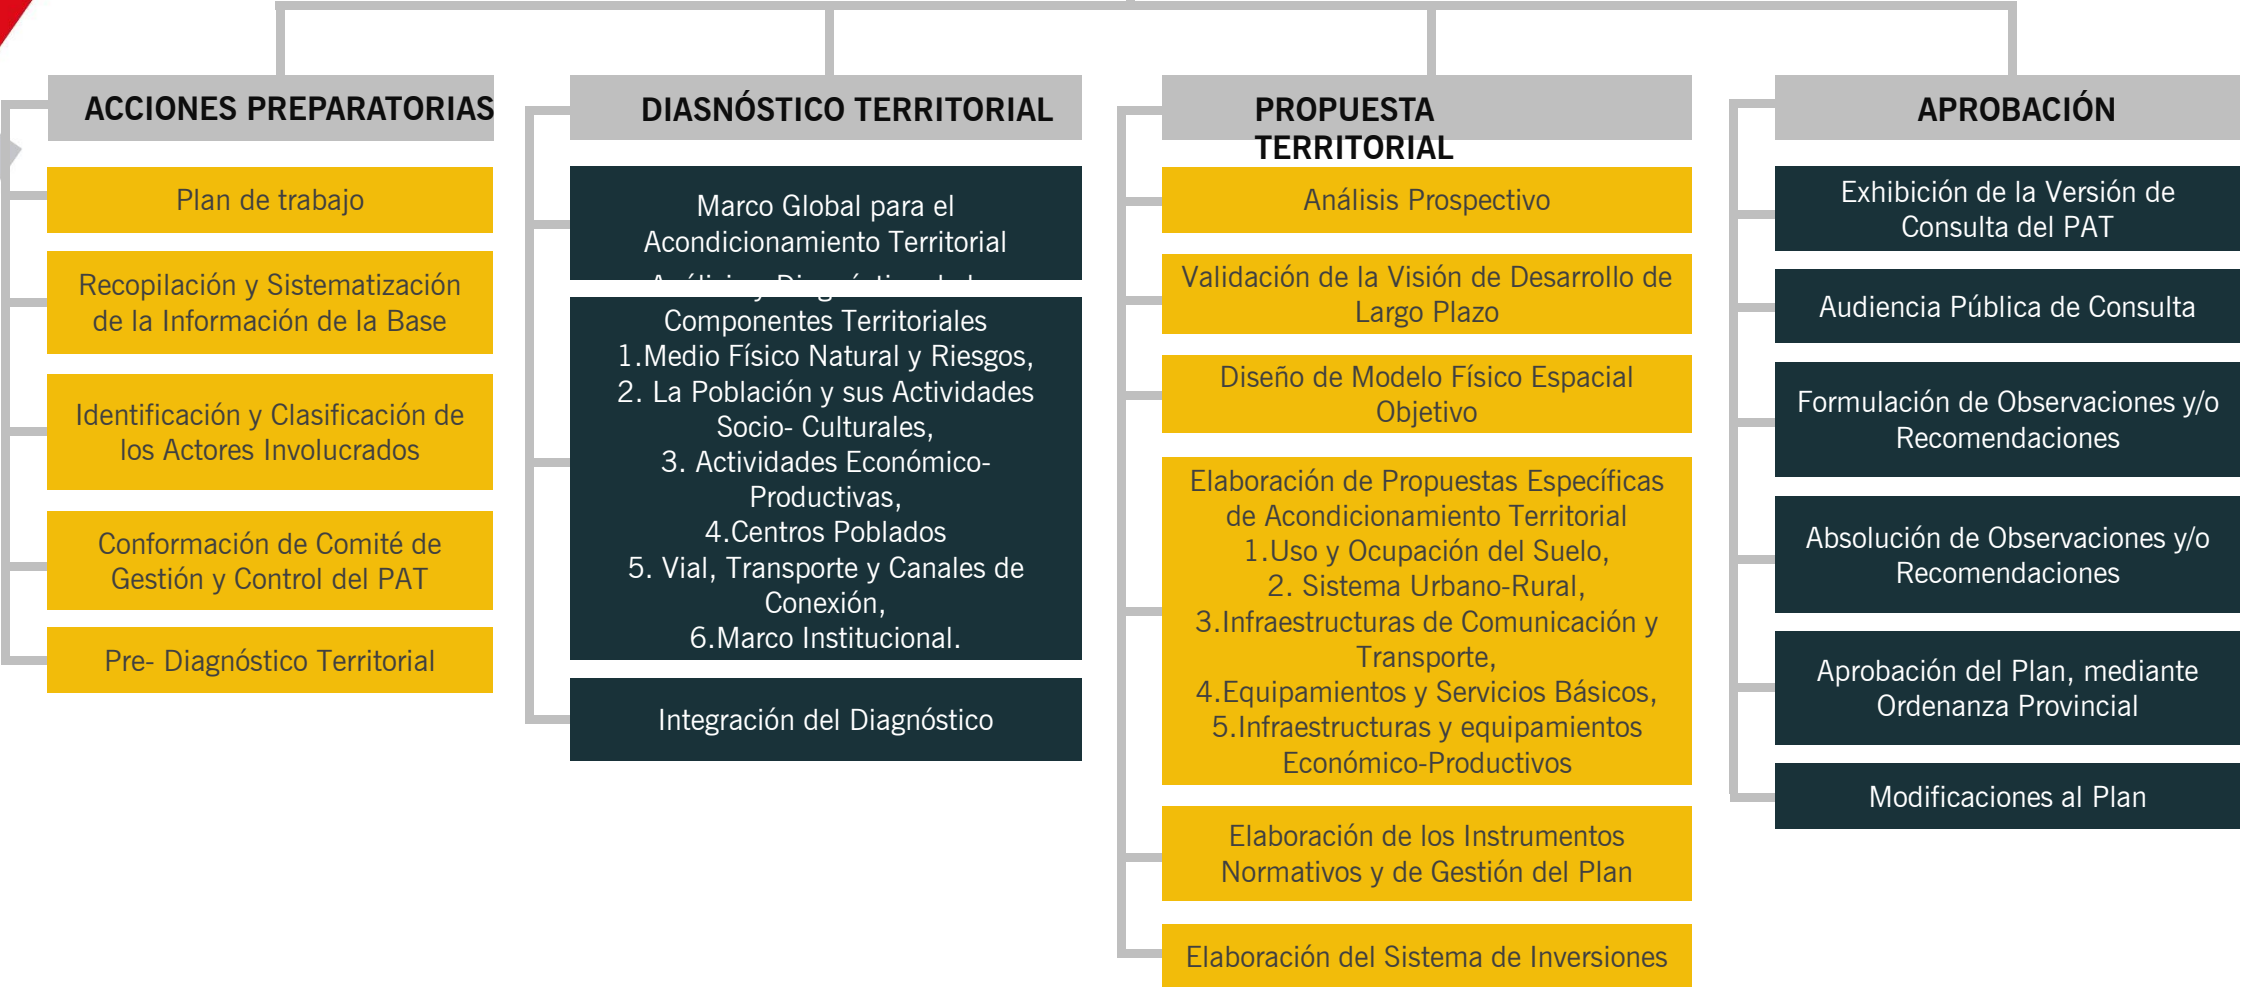 ACCIONES PREPARATORIAS
Plan de trabajo
Recopilación y Sistematización
de la Información de la Base
Identificación y Clasificación de
los Actores Involucrados
Conformación de Comité de
Gestión y Control del PAT
Pre- Diagnóstico Territorial
DIASNÓSTICO TERRITORIAL
Marco Global para el
Acondicionamiento Territorial
Análisis y Diagnóstico de los
Componentes Territoriales
1.Medio Físico Natural y Riesgos,
2. La Población y sus Actividades
Socio- Culturales,
3. Actividades Económico-
Productivas,
4.Centros Poblados
5. Vial, Transporte y Canales de
Conexión,
6.Marco Institucional.
Integración del Diagnóstico
PROPUESTA
TERRITORIAL
Análisis Prospectivo
Validación de la Visión de Desarrollo de
Largo Plazo
Diseño de Modelo Físico Espacial
Objetivo
Elaboración de Propuestas Específicas
de Acondicionamiento Territorial
1.Uso y Ocupación del Suelo,
2. Sistema Urbano-Rural,
3.Infraestructuras de Comunicación y
Transporte,
4.Equipamientos y Servicios Básicos,
5.Infraestructuras y equipamientos
Económico-Productivos
Elaboración de los Instrumentos
Normativos y de Gestión del Plan
Elaboración del Sistema de Inversiones
APROBACIÓN
Exhibición de la Versión de
Consulta del PAT
Audiencia Pública de Consulta
Formulación de Observaciones y/o
Recomendaciones
Absolución de Observaciones y/o
Recomendaciones
Aprobación del Plan, mediante
Ordenanza Provincial
Modificaciones al Plan